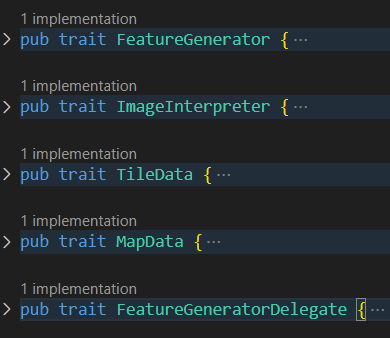 1 implementation
pub trait FeatureGenerator { ···
1 implementation
pub trait ImageInterpreter { ···
1 implementation
pub trait TileData { ···
1 implementation
pub trait MapData { ···
1 implementation
pub trait FeatureGeneratorDelegate { ···